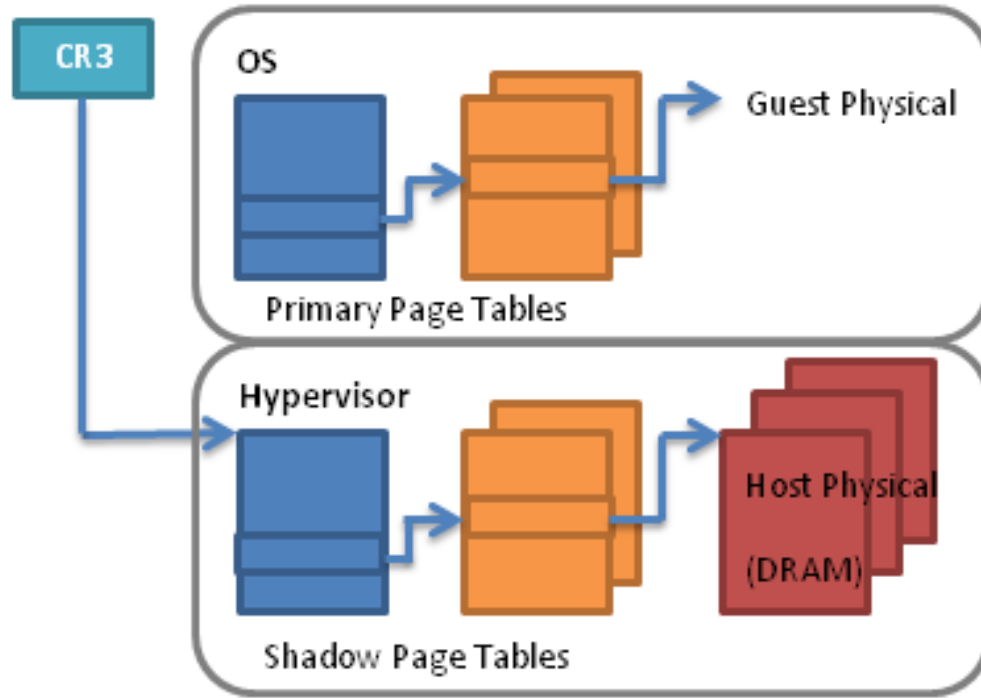 CR3
OS
Guest Physical
Primary Page Tables
Hypervisor
Host Physical
(DRAM)
Shadow Page Tables